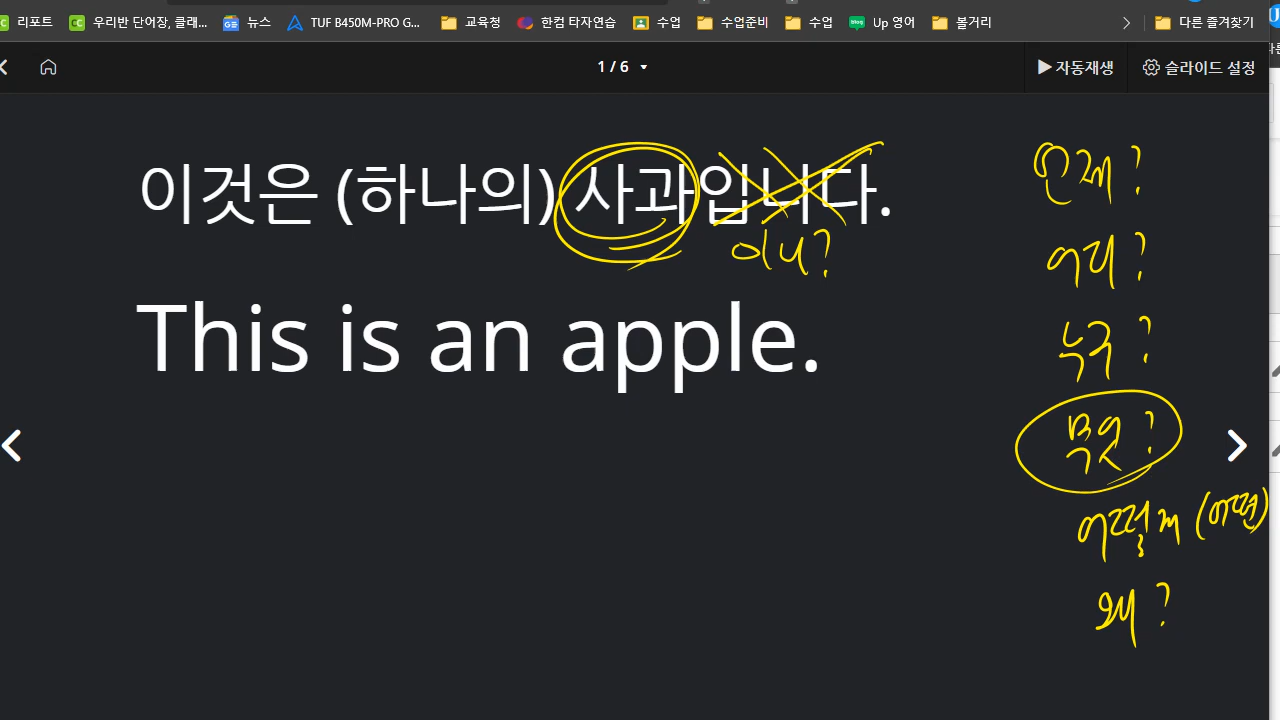 리포트 우리반 단어장, 클래... 뉴스 TUF B450M-PRO G... 교육청 한컴 타자연습 수업 수업준비 수업 Up 영어 볼거리 다른 즐겨찾기
1 / 6 자동재생 슬라이드 설정
이것은 (하나의) 사과입니다.
이니?
This is an apple.
언제?
어디?
누구?
무엇?
어떻게 (어떤)
왜?